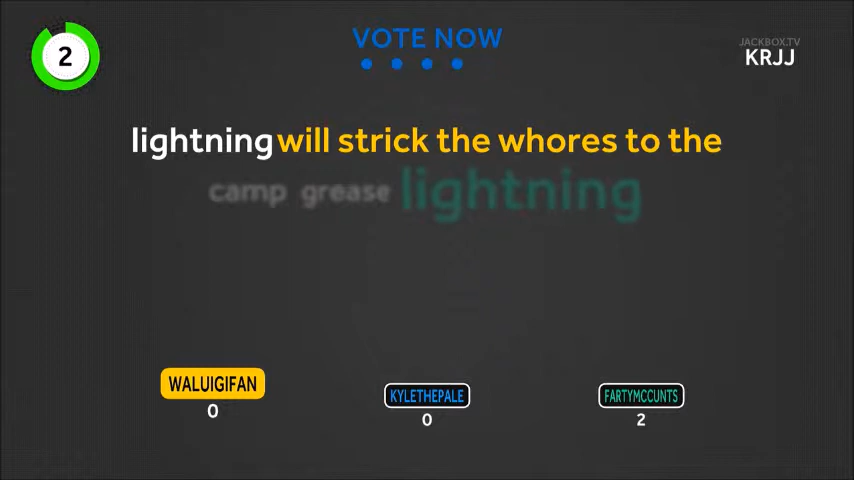 2
VOTE NOW
JACKBOX.TV
KRJJ
lightning will strick the whores to the
camp grease lightning
WALUIGIFAN
0
KYLETHEPALE
0
FARTYMCCUNTS
2